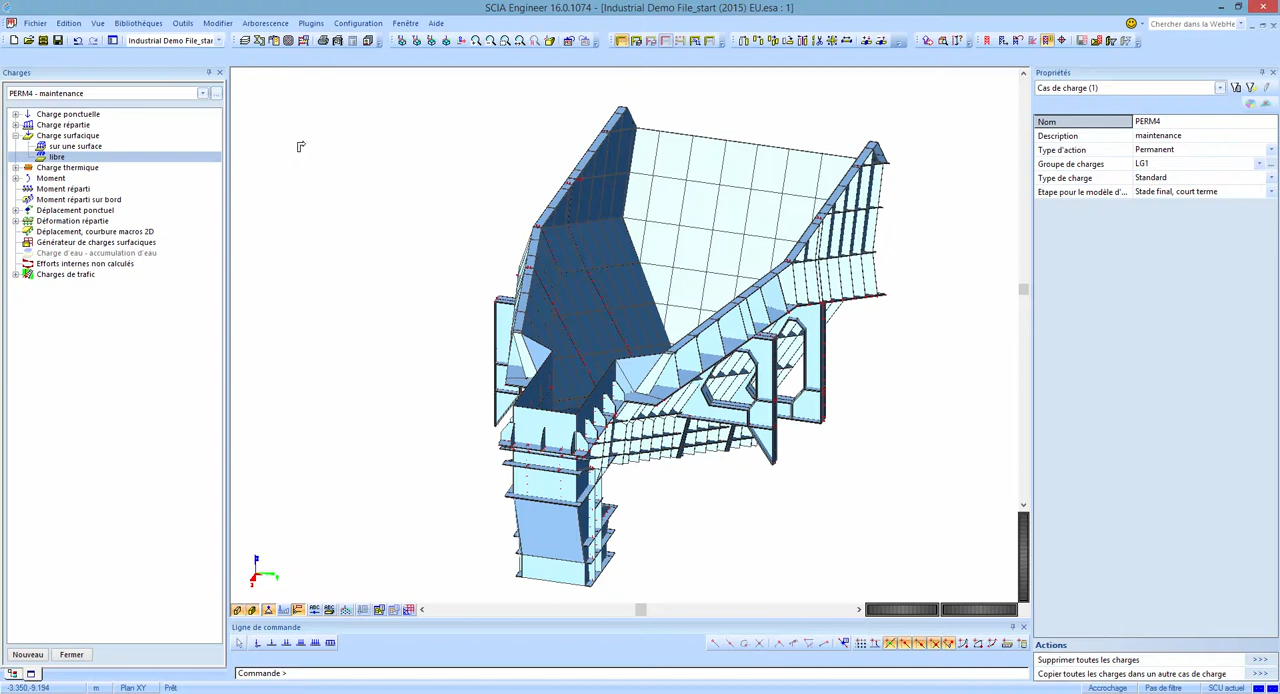 SCIA Engineer 16.0.1074 - [Industrial Demo File_start (2015) EU.esa : 1]
Fichier Edition Vue Bibliothèques Outils Modifier Arborescence Plugins Configuration Fenêtre Aide
Chercher dans la WebHe
Industrial Demo File_star
Charges
PERM4 - maintenance
Charge ponctuelle
Charge répartie
Charge surfacique
sur une surface
libre
Charge thermique
Moment
Moment réparti
Moment réparti sur bord
Déplacement ponctuel
Déformation répartie
Déplacement, courbure macros 2D
Générateur de charges surfaciques
Charge d'eau - accumulation d'eau
Efforts internes non calculés
Charges de trafic
Nouveau Fermer
Propriétés
Cas de charge (1)
Nom PERM4
Description maintenance
Type d'action Permanent
Groupe de charges LG1
Type de charge Standard
Etape pour le modèle d'... Stade final, court terme
Ligne de commande
Commande >
Actions
Supprimer toutes les charges >>>
Copier toutes les charges dans un autre cas de charge >>>
-3.350,-9.194 m Plan XY Prêt Accrochage Pas de filtre SCU actuel